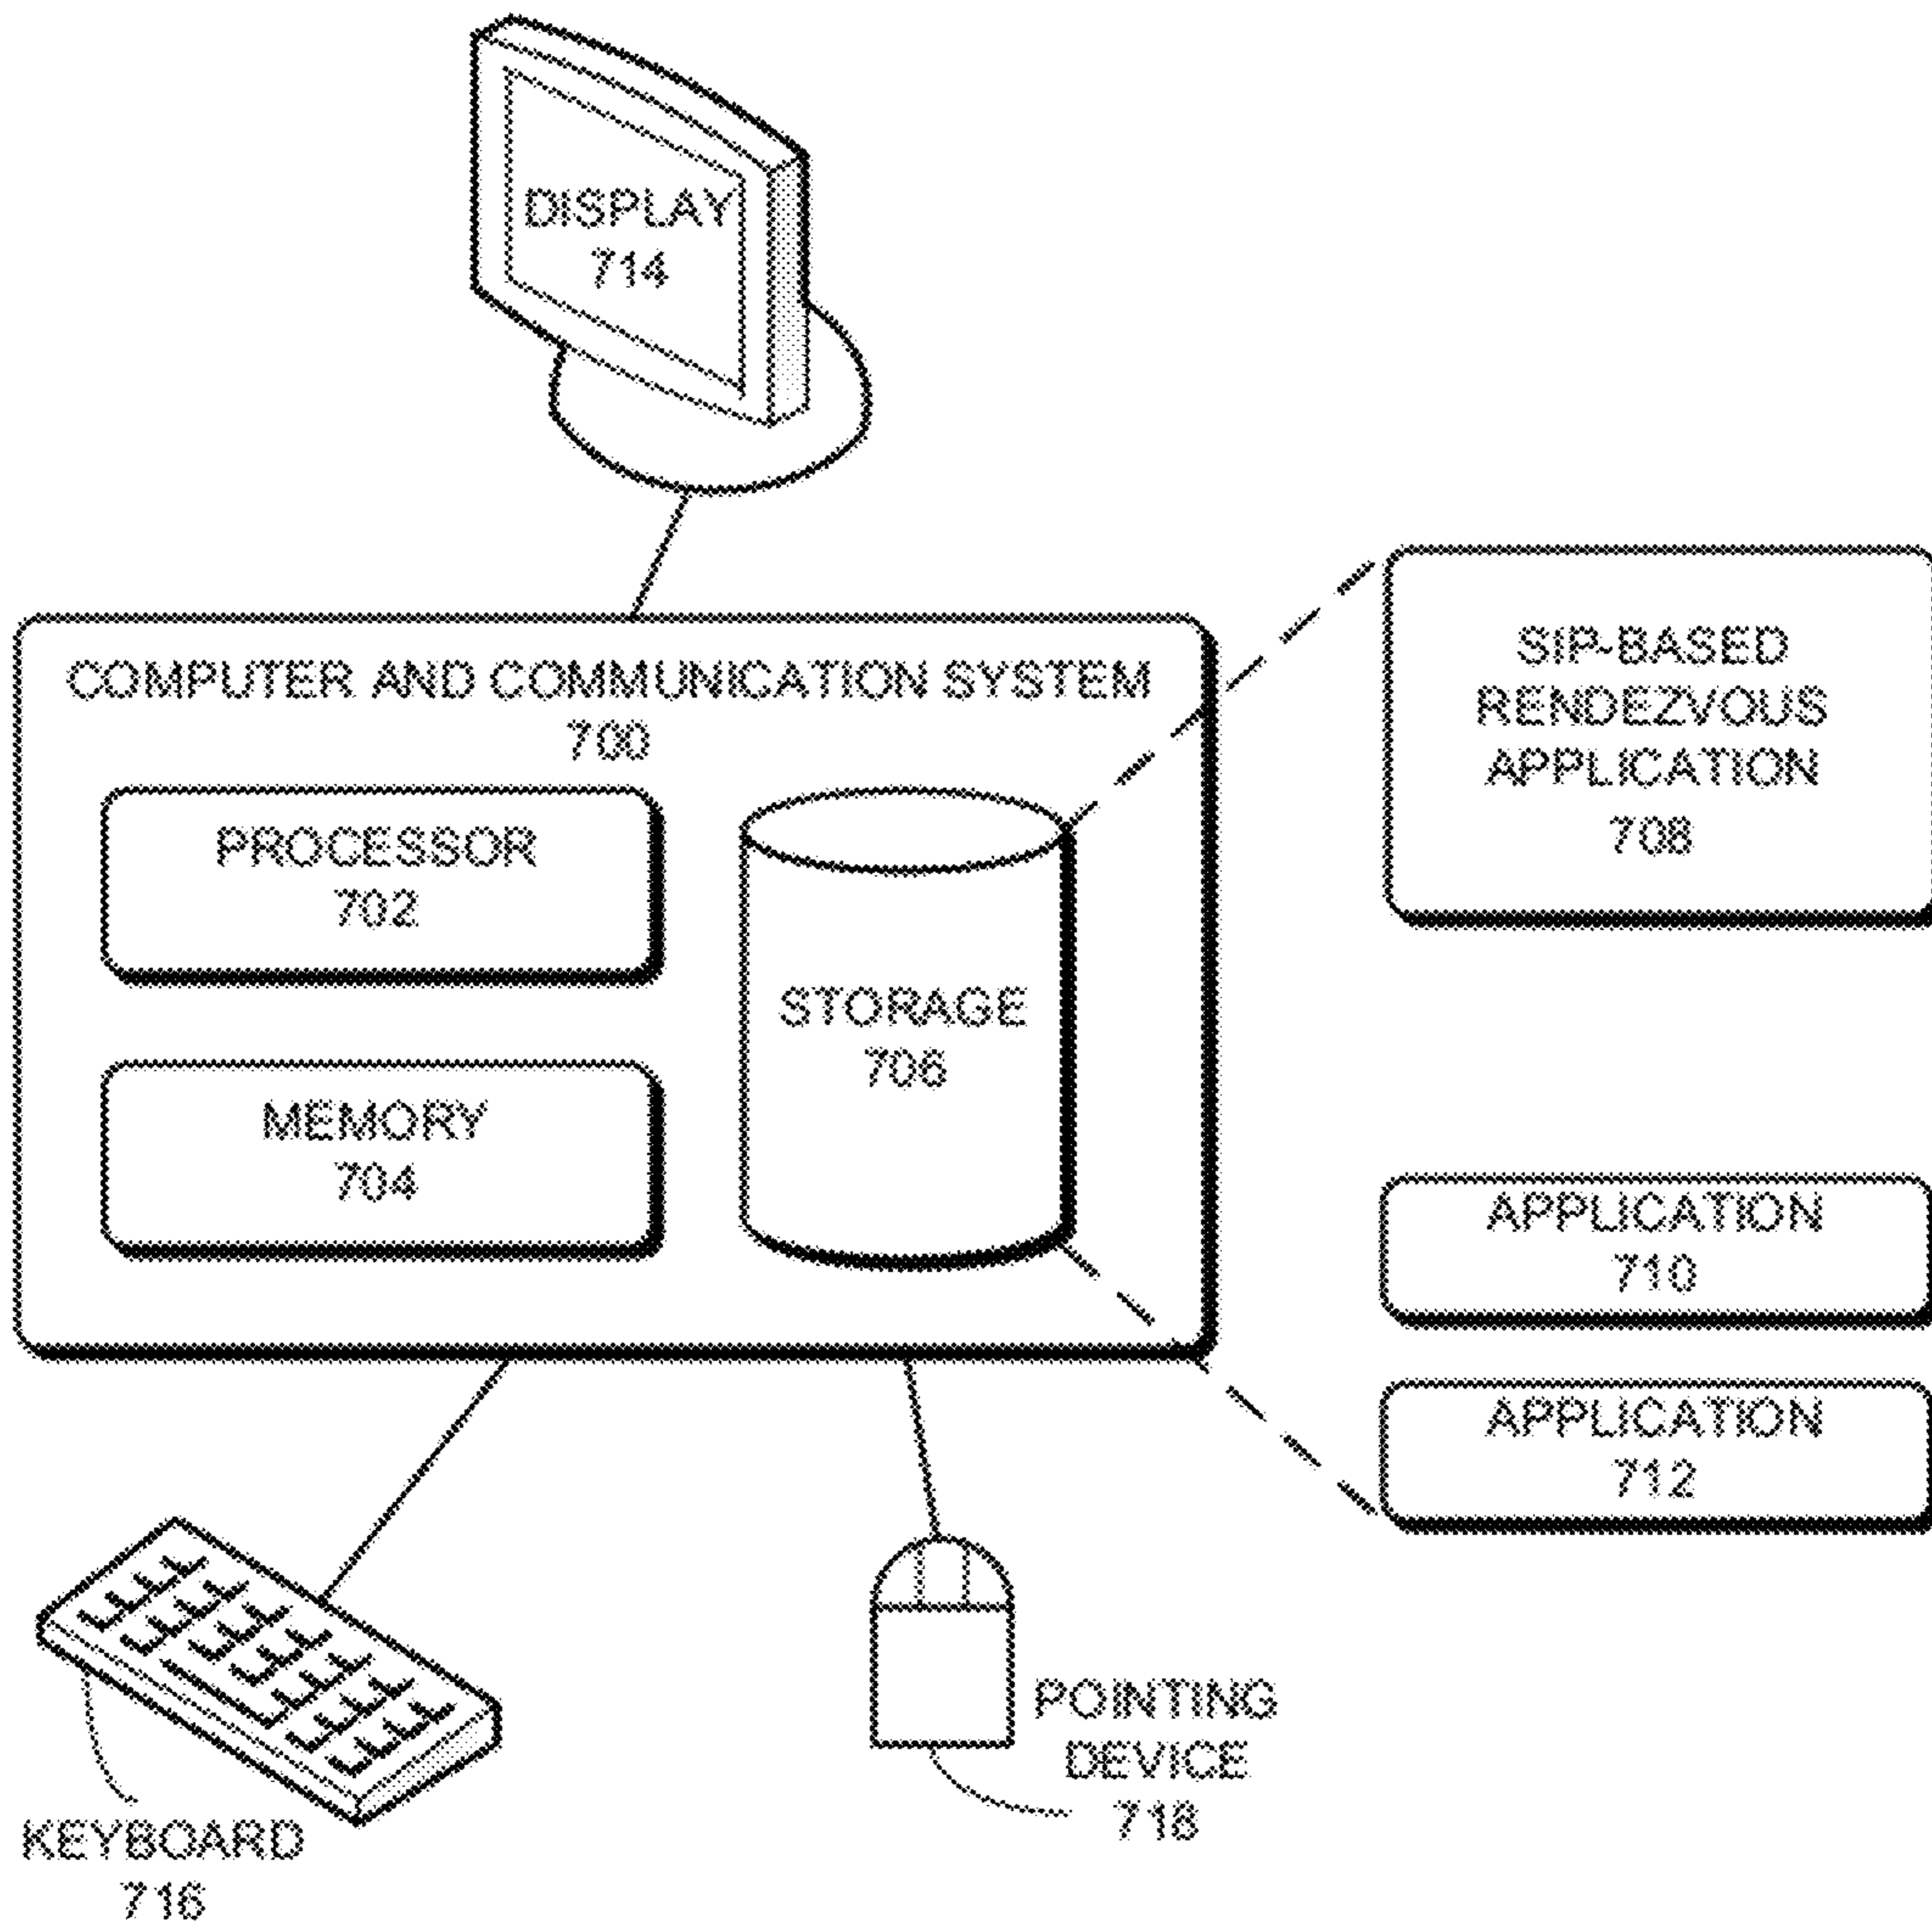 DISPLAY
714
COMPUTER AND COMMUNICATION SYSTEM
700
PROCESSOR
702
MEMORY
704
STORAGE
706
SIP-BASED
RENDEZVOUS
APPLICATION
708
APPLICATION
710
APPLICATION
712
KEYBOARD
716
POINTING
DEVICE
718